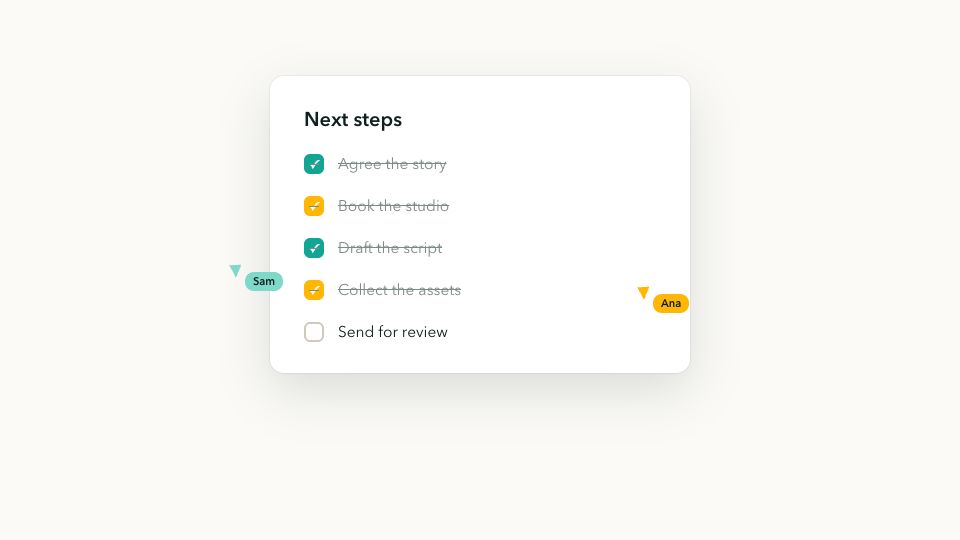 Next steps
Agree the story
Book the studio
Draft the script
Sam
Collect the assets
Ana
Send for review